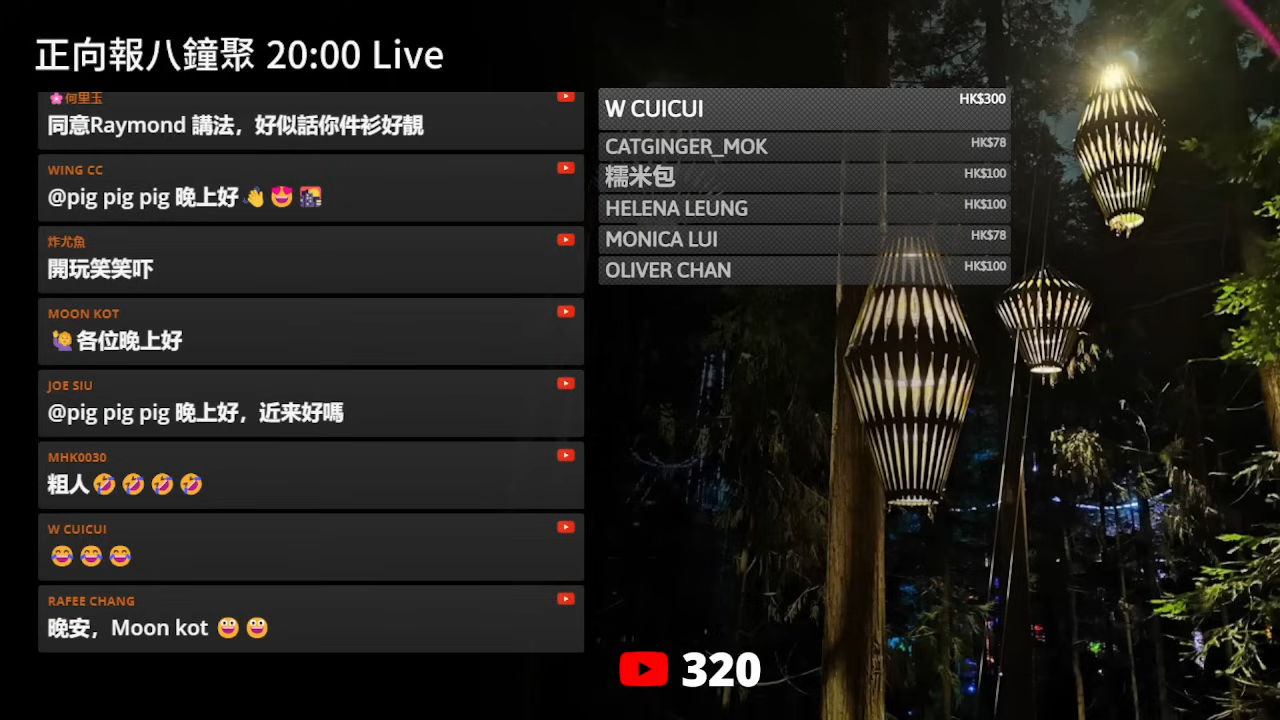 正向報八鐘聚 20:00 Live
🌸何里玉
同意Raymond 講法，好似話你件衫好靚
WING CC
@pig pig pig 晚上好👋😍🌇
炸尤魚
開玩笑笑吓
MOON KOT
🙋各位晚上好
JOE SIU
@pig pig pig 晚上好，近来好嗎
MHK0030
粗人🤣🤣🤣🤣
W CUICUI
😂😂😂
RAFEE CHANG
晚安，Moon kot 😀😀
W CUICUI HK$300
CATGINGER_MOK HK$78
糯米包 HK$100
HELENA LEUNG HK$100
MONICA LUI HK$78
OLIVER CHAN HK$100
320